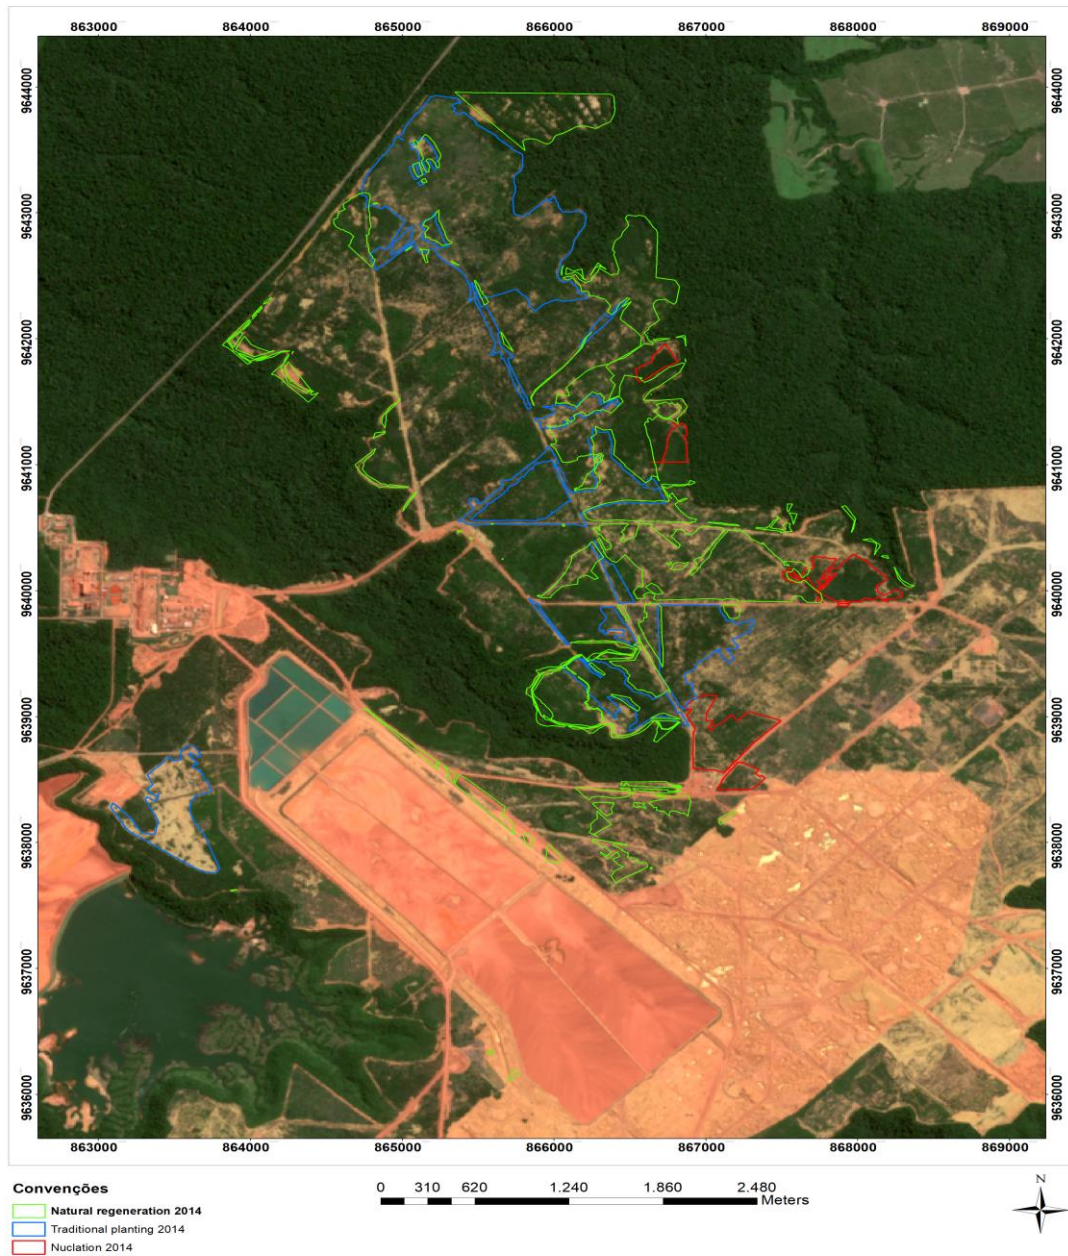 863000 864000 865000 866000 867000 868000 869000
9644000 9644000
9643000 9643000
9642000 9642000
9641000 9641000
9640000 9640000
9639000 9639000
9638000 9638000
9637000 9637000
9636000 9636000
863000 864000 865000 866000 867000 868000 869000
Convenções
Natural regeneration 2014
Traditional planting 2014
Nuclation 2014
0 310 620 1.240 1.860 2.480
Meters
N